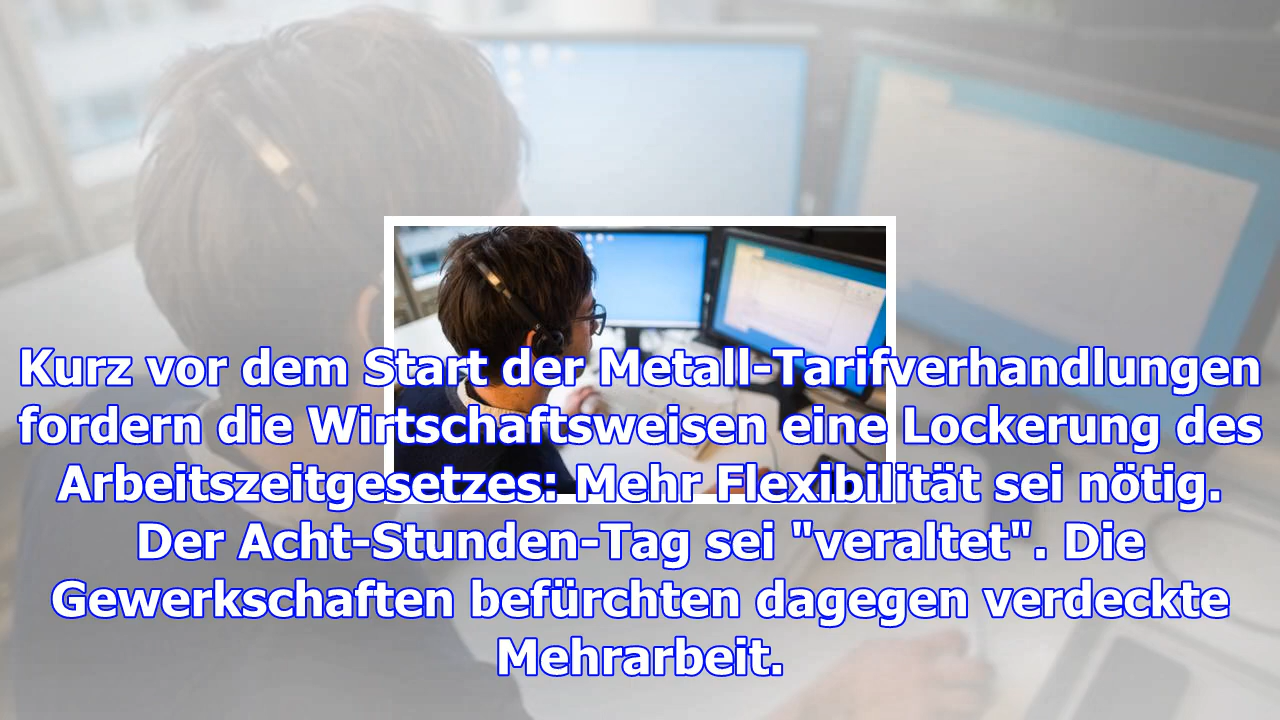 Kurz vor dem Start der Metall-Tarifverhandlungen
fordern die Wirtschaftsweisen eine Lockerung des
Arbeitszeitgesetzes: Mehr Flexibilität sei nötig.
Der Acht-Stunden-Tag sei "veraltet". Die
Gewerkschaften befürchten dagegen verdeckte
Mehrarbeit.